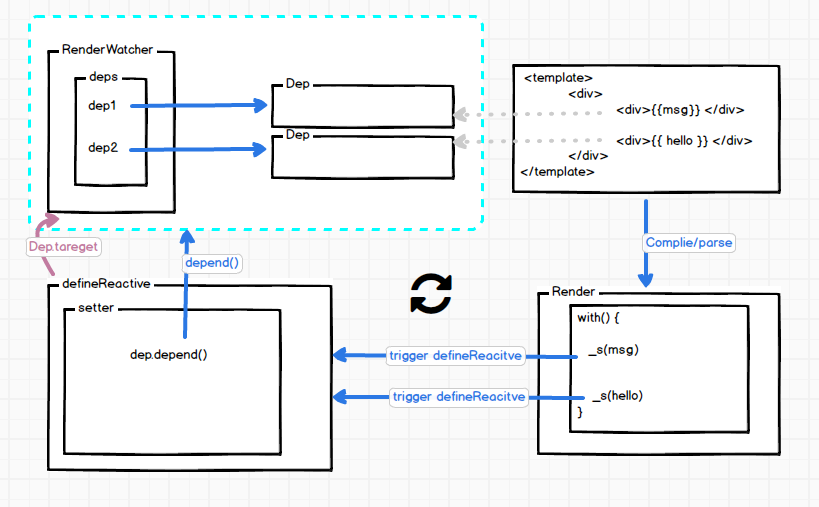 RenderWatcher
deps
dep1
dep2
Dep
Dep
<template>
<div>
<div>{{msg}} </div>
<div>{{ hello }} </div>
</div>
</template>
Dep.tareget
depend()
Complie/parse
defineReactive
setter
dep.depend()
trigger defineReacitve
trigger defineReacitve
Render
with() {
_s(msg)
_s(hello)
}